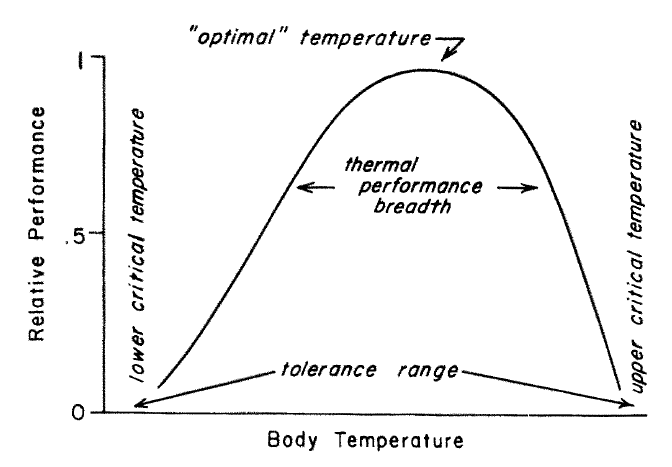 "optimal" temperature
1
.5
0
Relative Performance
lower critical temperature
thermal
performance
breadth
upper critical temperature
tolerance range
Body Temperature